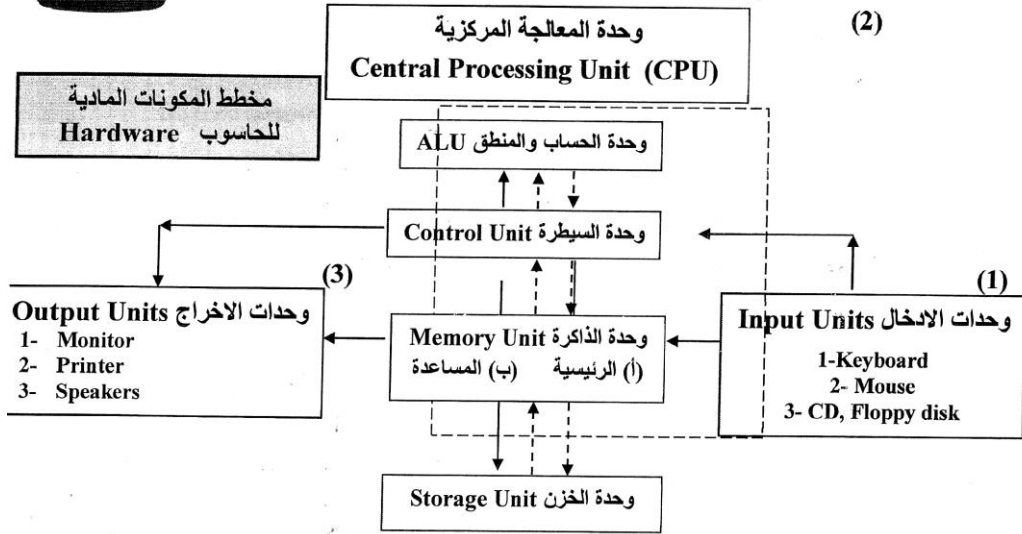 (2)
وحدة المعالجة المركزية
Central Processing Unit (CPU)
مخطط المكونات المادية
للحاسوب Hardware
وحدة الحساب والمنطق ALU
وحدة السيطرة Control Unit
(3)
وحدات الاخراج Output Units
1- Monitor
2- Printer
3- Speakers
وحدة الذاكرة Memory Unit
(أ) الرئيسية (ب) المساعدة
(1)
وحدات الادخال Input Units
1-Keyboard
2- Mouse
3- CD, Floppy disk
وحدة الخزن Storage Unit